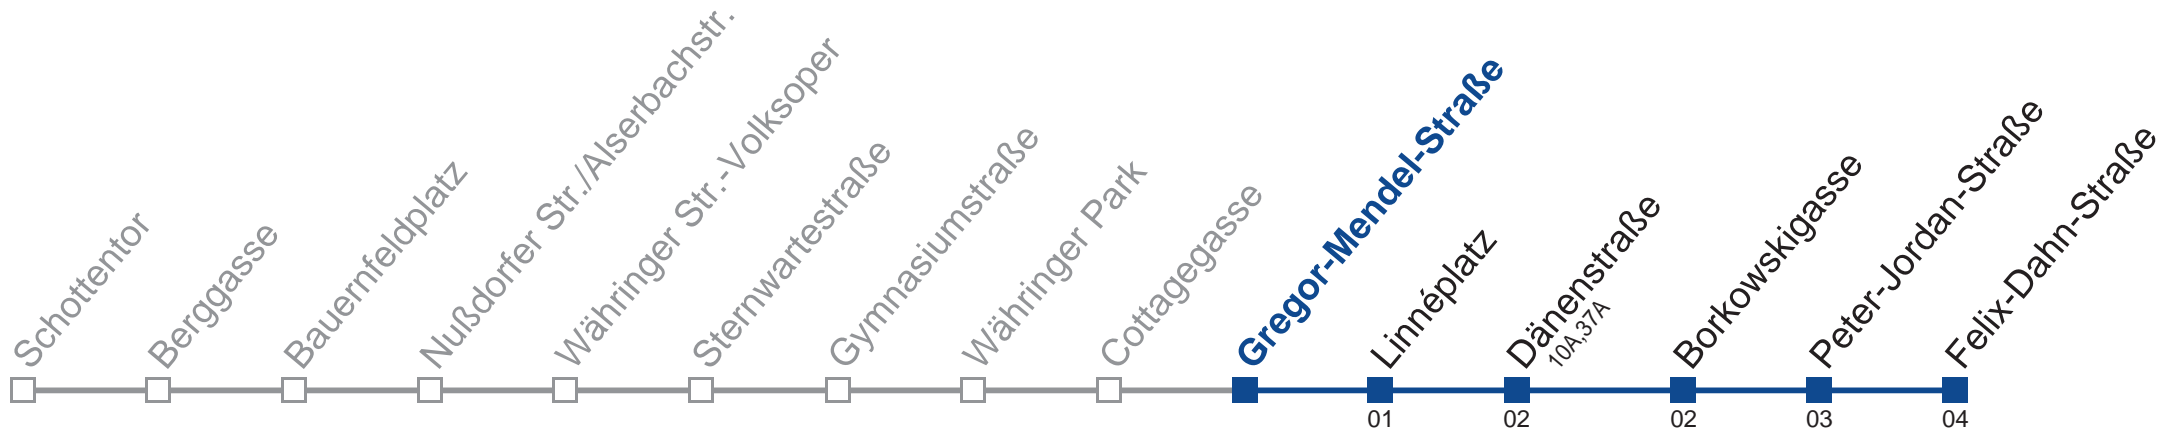 Schottentor
Berggasse
Bauernfeldplatz
Nußdorfer Str./Alserbachstr.
Währinger Str.-Volksoper
Sternwartestraße
Gymnasiumstraße
Währinger Park
Cottagegasse
Gregor-Mendel-Straße
Linnéplatz
Dänenstraße
10A,37A
Borkowskigasse
Peter-Jordan-Straße
Felix-Dahn-Straße
01
02
02
03
04